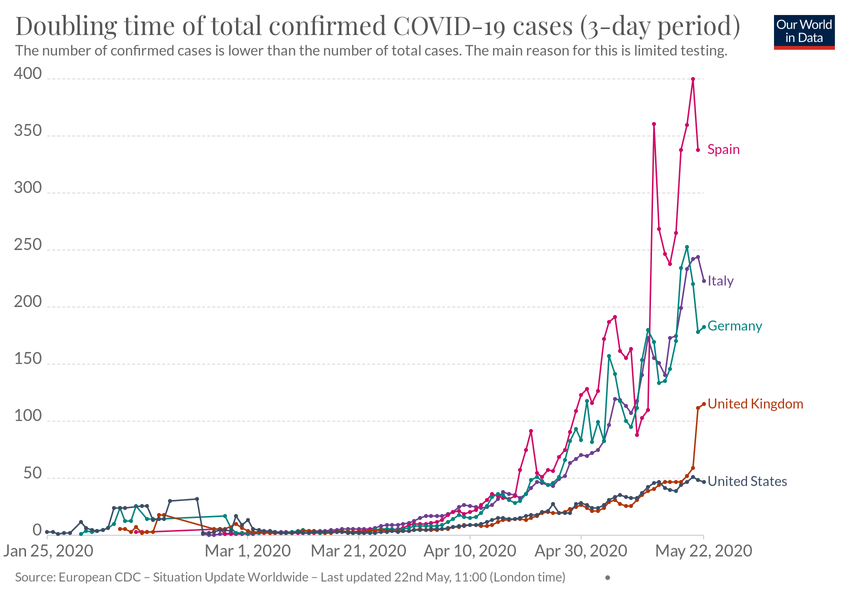 Doubling time of total confirmed COVID-19 cases (3-day period)
Our World
in Data
The number of confirmed cases is lower than the number of total cases. The main reason for this is limited testing.
400
350
Spain
300
250
Italy
200
Germany
150
United Kingdom
100
United States
50
0
Jan 25, 2020 Mar 1, 2020 Mar 21, 2020 Apr 10, 2020 Apr 30, 2020 May 22, 2020
Source: European CDC – Situation Update Worldwide – Last updated 22nd May, 11:00 (London time)